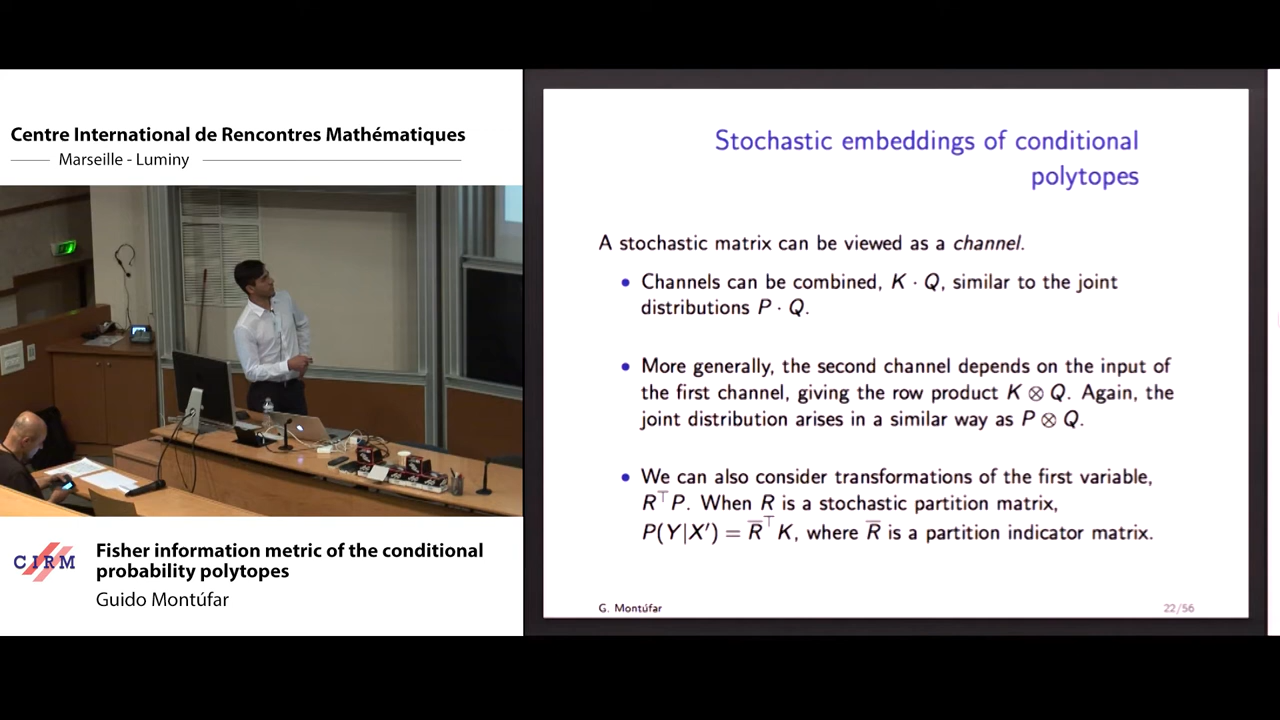 Centre International de Rencontres Mathématiques
Marseille - Luminy
CIRM
Fisher information metric of the conditional
probability polytopes
Guido Montúfar
Stochastic embeddings of conditional
polytopes
A stochastic matrix can be viewed as a channel.
• Channels can be combined, K · Q, similar to the joint
distributions P · Q.
• More generally, the second channel depends on the input of
the first channel, giving the row product K ⊗ Q. Again, the
joint distribution arises in a similar way as P ⊗ Q.
• We can also consider transformations of the first variable,
R⊤P. When R is a stochastic partition matrix,
P(Y|X′) = R̅⊤K, where R̅ is a partition indicator matrix.
G. Montúfar
22/56